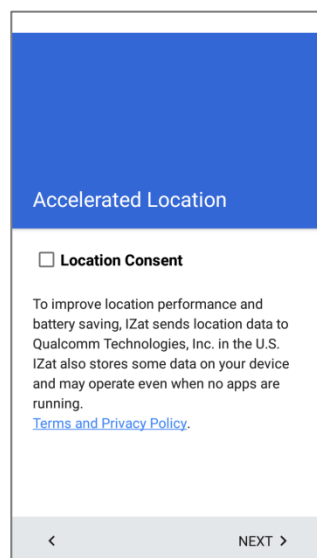 Accelerated Location
Location Consent
To improve location performance and
battery saving, IZat sends location data to
Qualcomm Technologies, Inc. in the U.S.
IZat also stores some data on your device
and may operate even when no apps are
running.
Terms and Privacy Policy.
NEXT